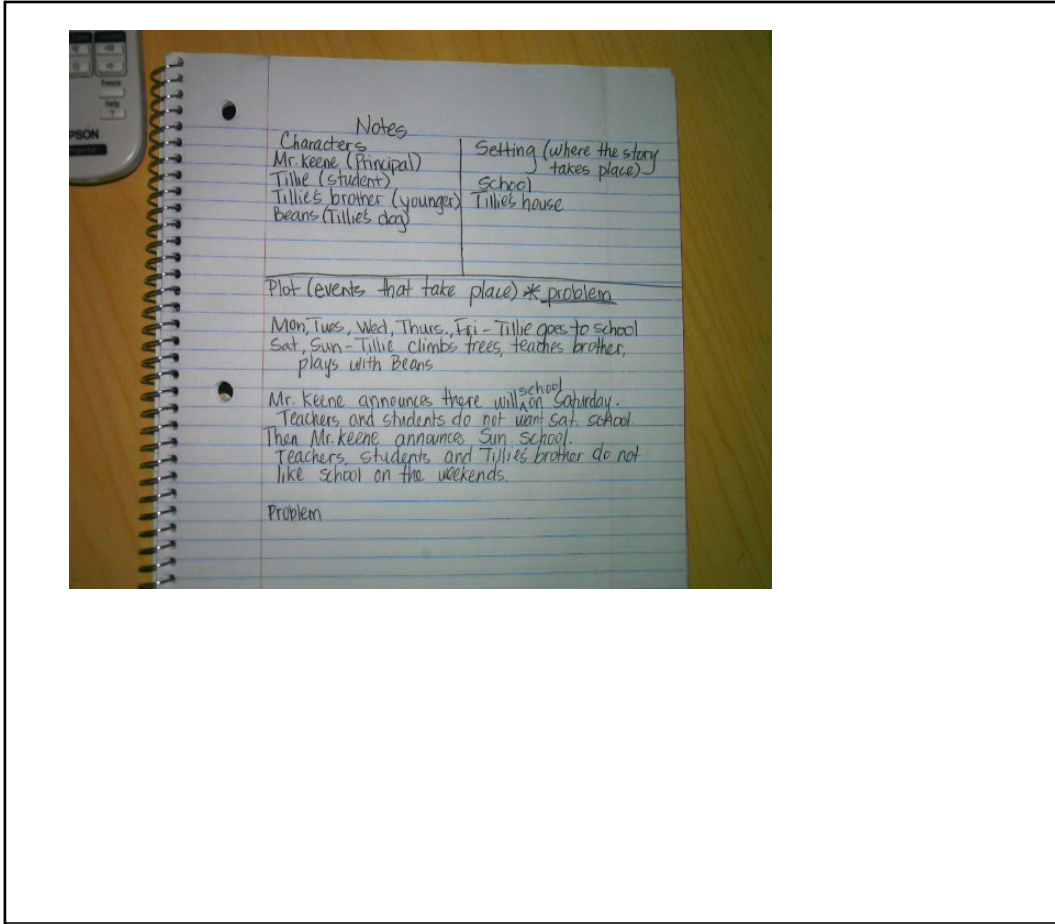 Freeze
Help
?
PSON
Notes
Characters
Mr. Keene (Principal)
Tillie (student)
Tillie's brother (younger)
Beans (Tillie's dog)
Setting (where the story
takes place)
School
Tillie's house
Plot (events that take place) * problem
Mon, Tues, Wed, Thurs, Fri - Tillie goes to school
Sat, Sun - Tillie climbs trees, teaches brother,
plays with Beans
school
Mr. Keene announces there will ^ on Saturday.
Teachers and students do not want Sat. school.
Then Mr. Keene announces Sun school.
Teachers, students and Tillie's brother do not
like school on the weekends.
Problem